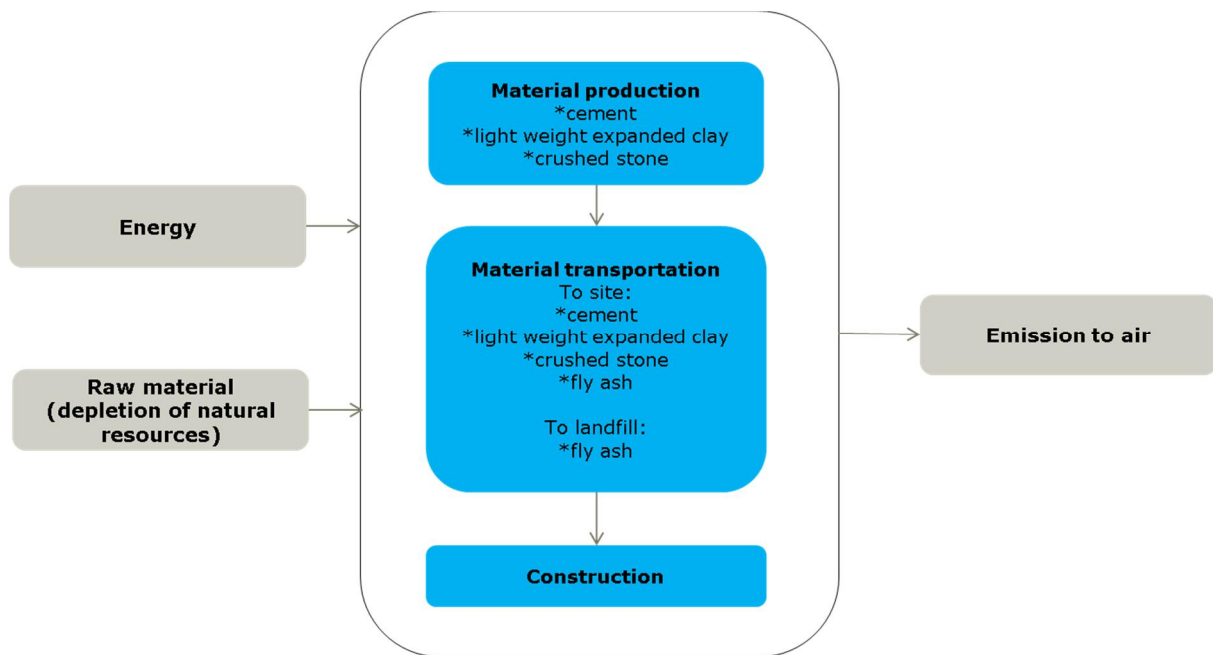 Material production
*cement
*light weight expanded clay
*crushed stone
Energy
Material transportation
To site:
*cement
*light weight expanded clay
*crushed stone
*fly ash
To landfill:
*fly ash
Raw material
(depletion of natural
resources)
Emission to air
Construction